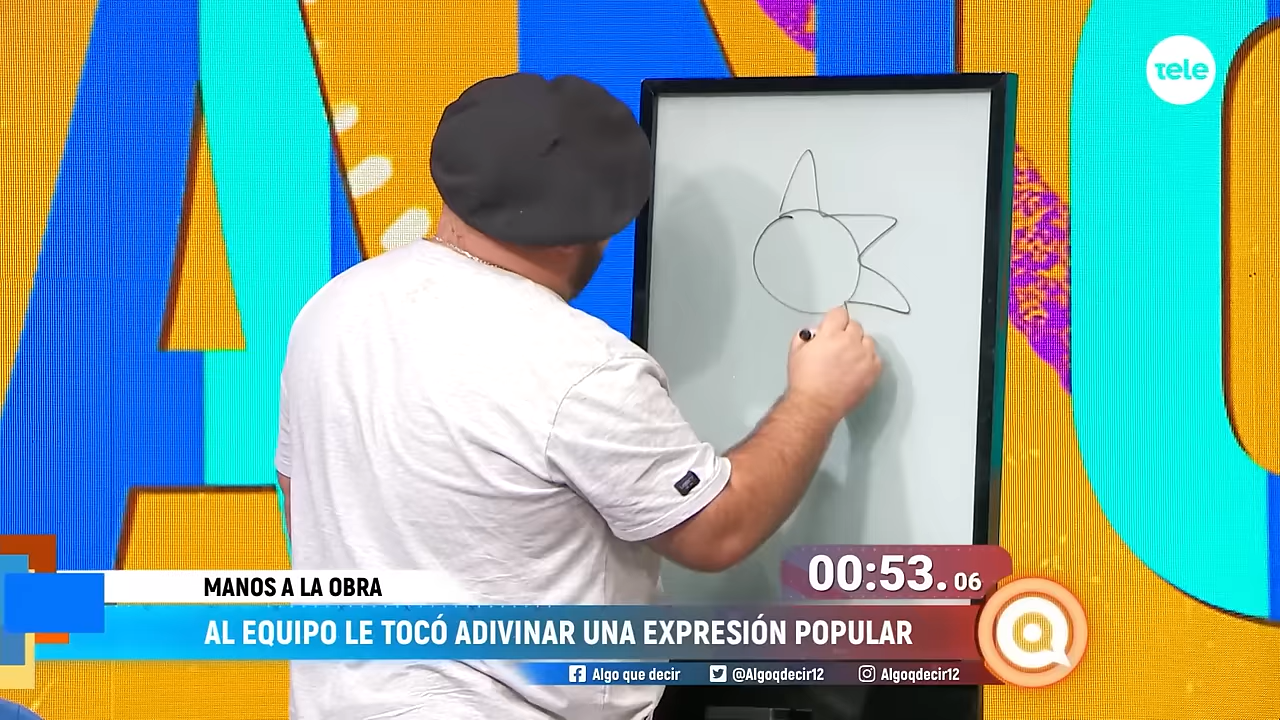 тele
00:53.06
MANOS A LA OBRA
AL EQUIPO LE TOCÓ ADIVINAR UNA EXPRESIÓN POPULAR
Algo que decir @Algoqdecir12 Algoqdecir12